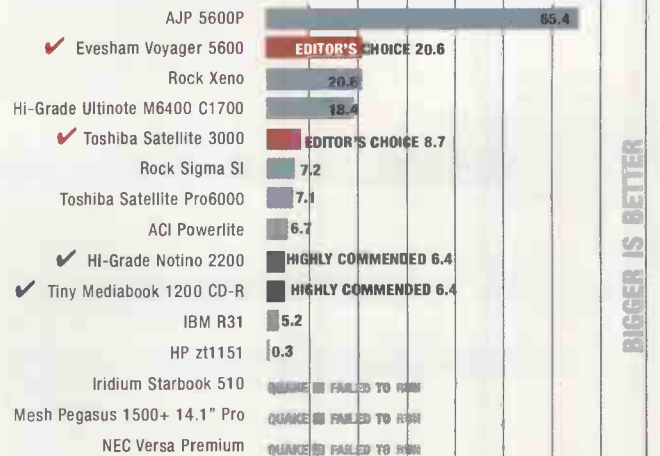 AJP 5600P 65.4
Evesham Voyager 5600 EDITOR'S CHOICE 20.6
Rock Xeno 20.6
Hi-Grade Ultinote M6400 C1700 18.4
Toshiba Satellite 3000 EDITOR'S CHOICE 8.7
Rock Sigma SI 7.2
Toshiba Satellite Pro6000 7.1
ACI Powerlite 6.7
Hi-Grade Notino 2200 HIGHLY COMMENDED 6.4
Tiny Mediabook 1200 CD-R HIGHLY COMMENDED 6.4
IBM R31 5.2
HP zt1151 0.3
Iridium Starbook 510 QUAKE III FAILED TO RUN
Mesh Pegasus 1500+ 14.1" Pro QUAKE III FAILED TO RUN
NEC Versa Premium QUAKE III FAILED TO RUN
BIGGER IS BETTER